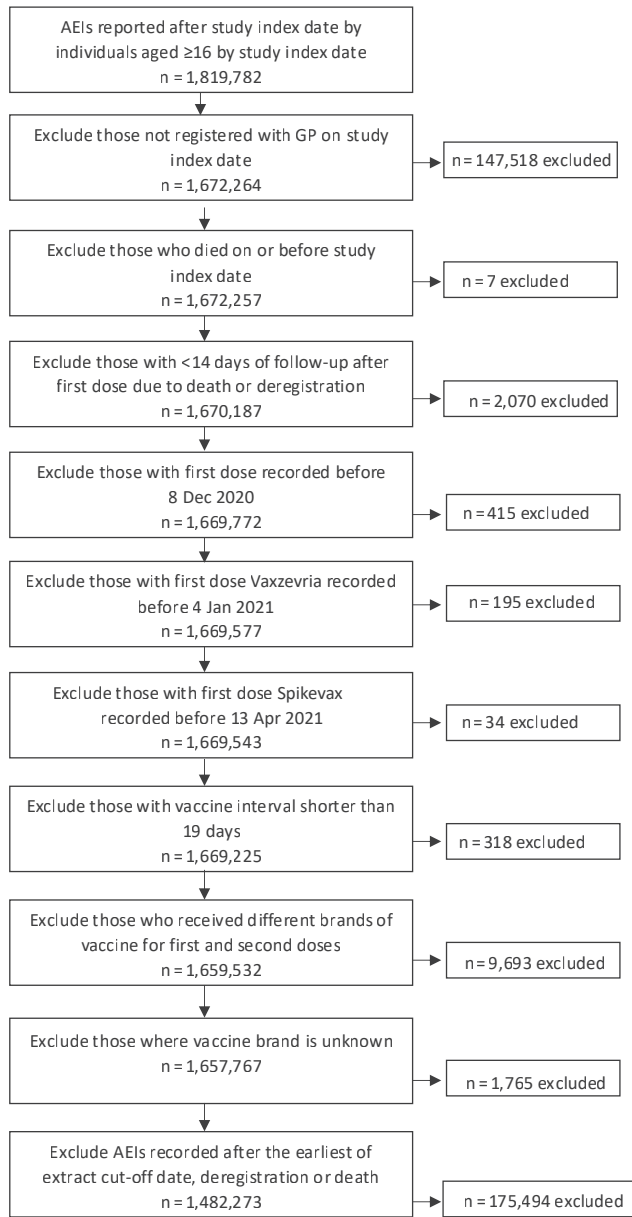 AEIs reported after study index date by
individuals aged ≥16 by study index date
n = 1,819,782
Exclude those not registered with GP on study
index date
n = 1,672,264
n = 147,518 excluded
Exclude those who died on or before study
index date
n = 1,672,257
n = 7 excluded
Exclude those with <14 days of follow-up after
first dose due to death or deregistration
n = 1,670,187
n = 2,070 excluded
Exclude those with first dose recorded before
8 Dec 2020
n = 1,669,772
n = 415 excluded
Exclude those with first dose Vaxzevria recorded
before 4 Jan 2021
n = 1,669,577
n = 195 excluded
Exclude those with first dose Spikevax
recorded before 13 Apr 2021
n = 1,669,543
n = 34 excluded
Exclude those with vaccine interval shorter than
19 days
n = 1,669,225
n = 318 excluded
Exclude those who received different brands of
vaccine for first and second doses
n = 1,659,532
n = 9,693 excluded
Exclude those where vaccine brand is unknown
n = 1,657,767
n = 1,765 excluded
Exclude AEIs recorded after the earliest of
extract cut-off date, deregistration or death
n = 1,482,273
n = 175,494 excluded